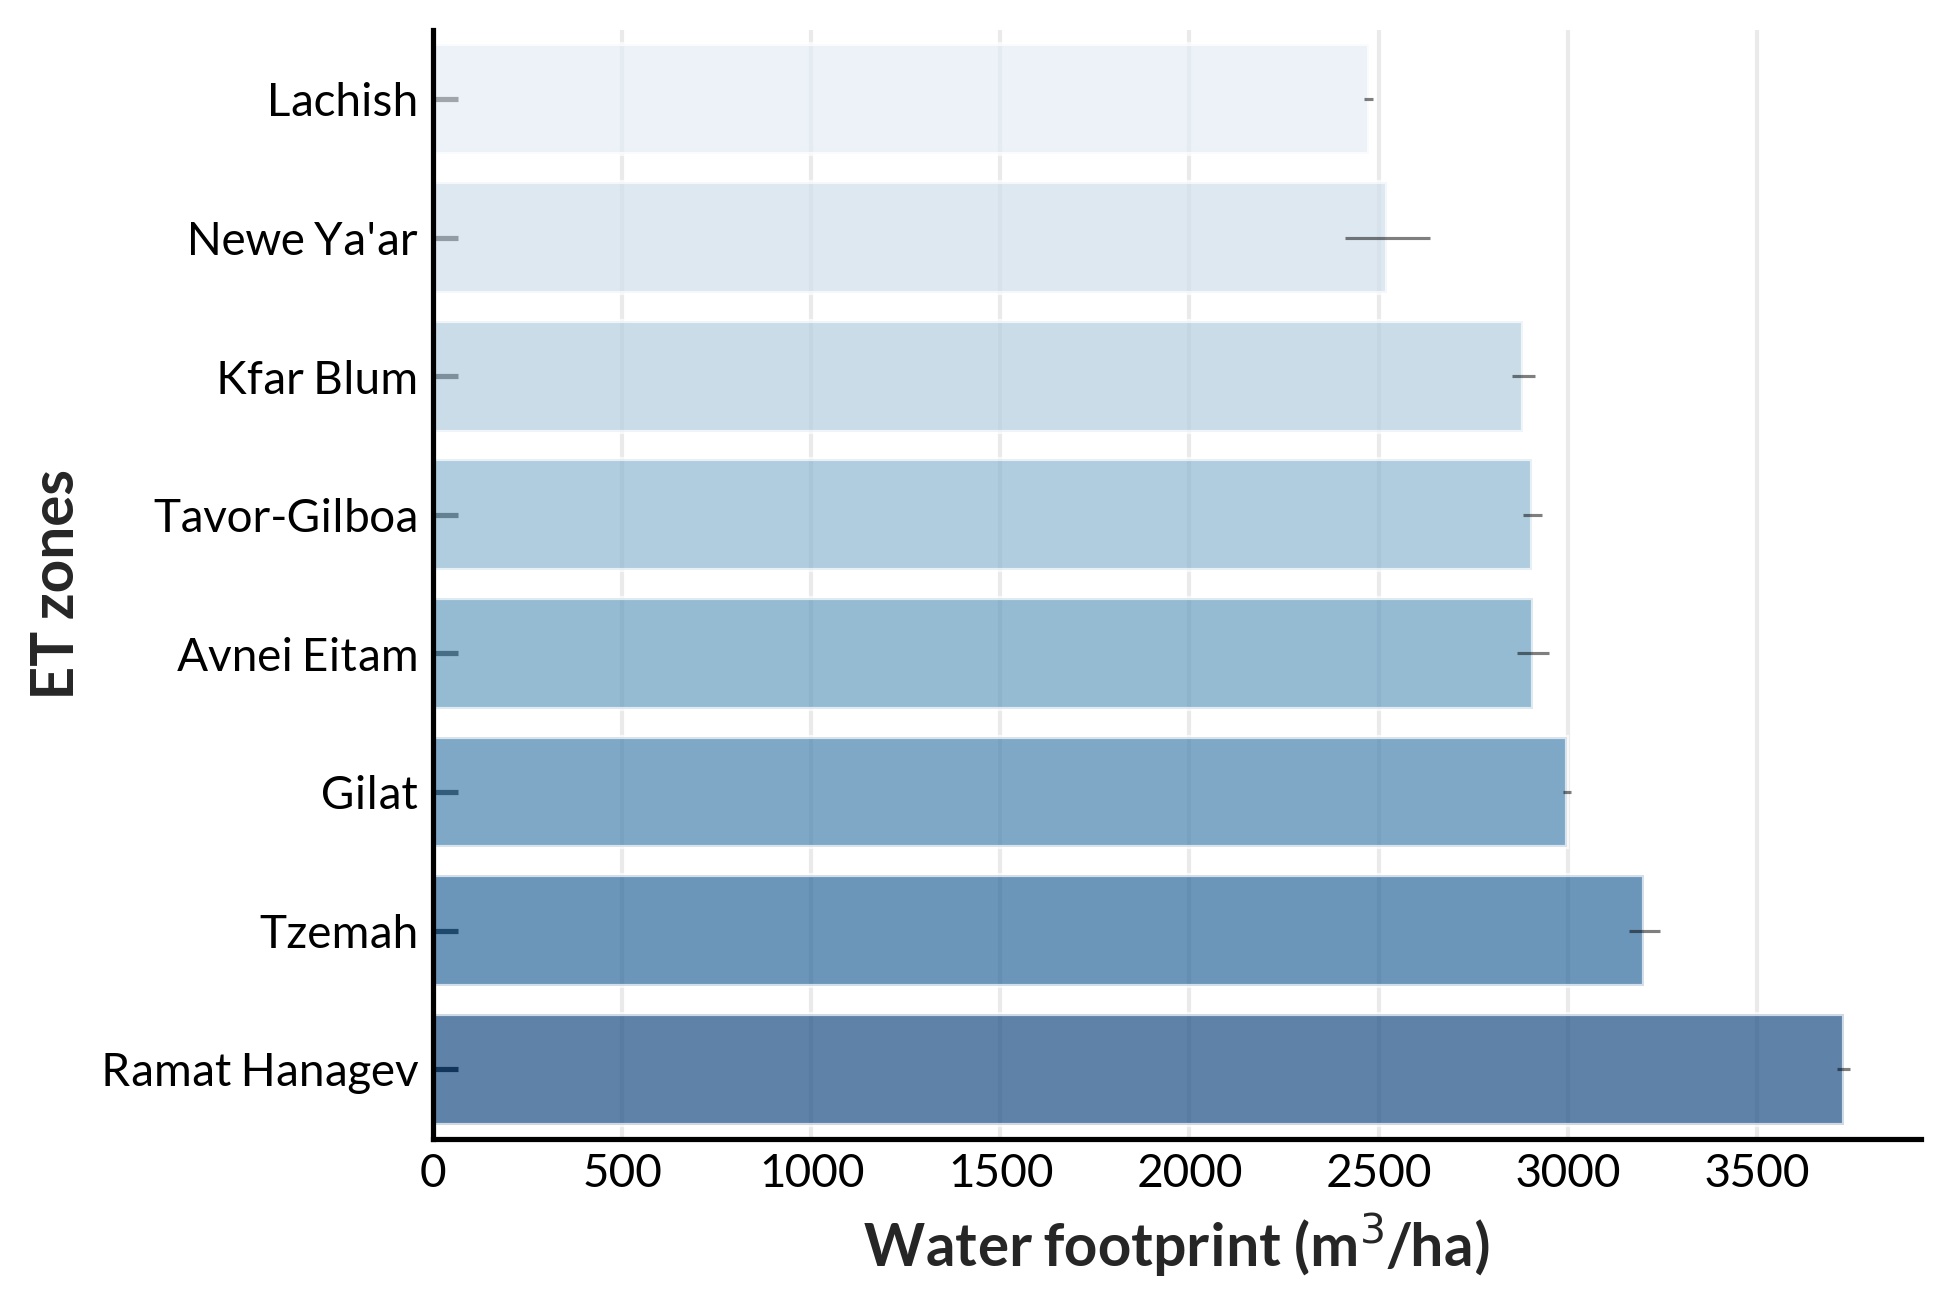 Lachish
Newe Ya'ar
Kfar Blum
Tavor-Gilboa
Avnei Eitam
Gilat
Tzemah
Ramat Hanagev
ET zones
0 500 1000 1500 2000 2500 3000 3500
Water footprint (m³/ha)